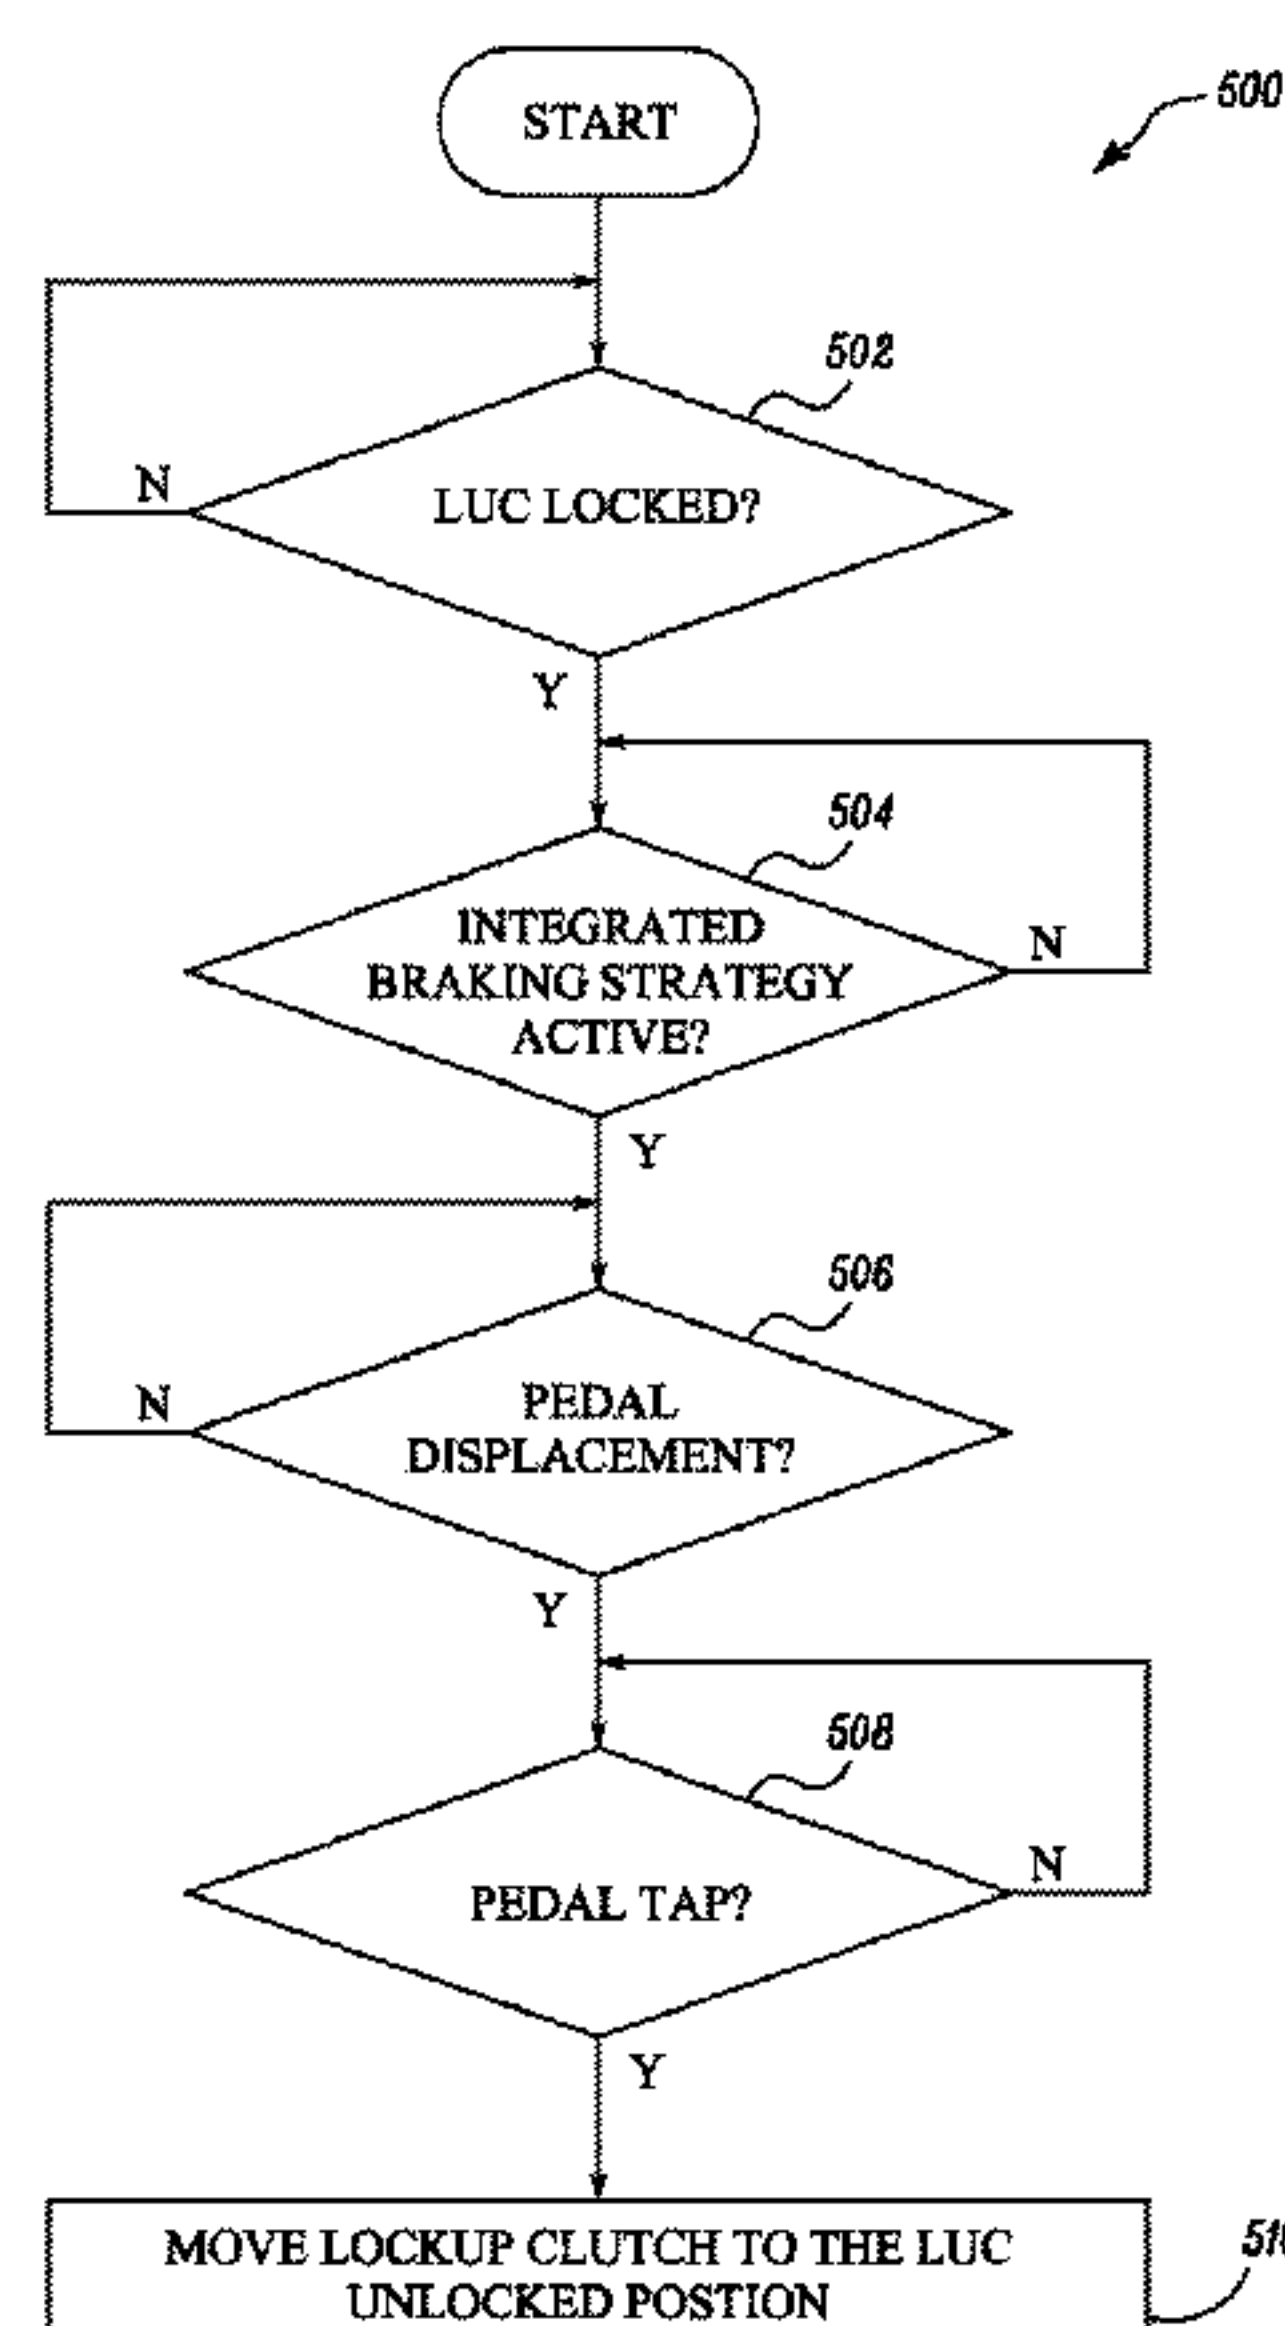 START
500
502
LUC LOCKED?
N
Y
504
INTEGRATED
BRAKING STRATEGY
ACTIVE?
N
Y
506
PEDAL
DISPLACEMENT?
N
Y
508
PEDAL TAP?
N
Y
MOVE LOCKUP CLUTCH TO THE LUC
UNLOCKED POSTION